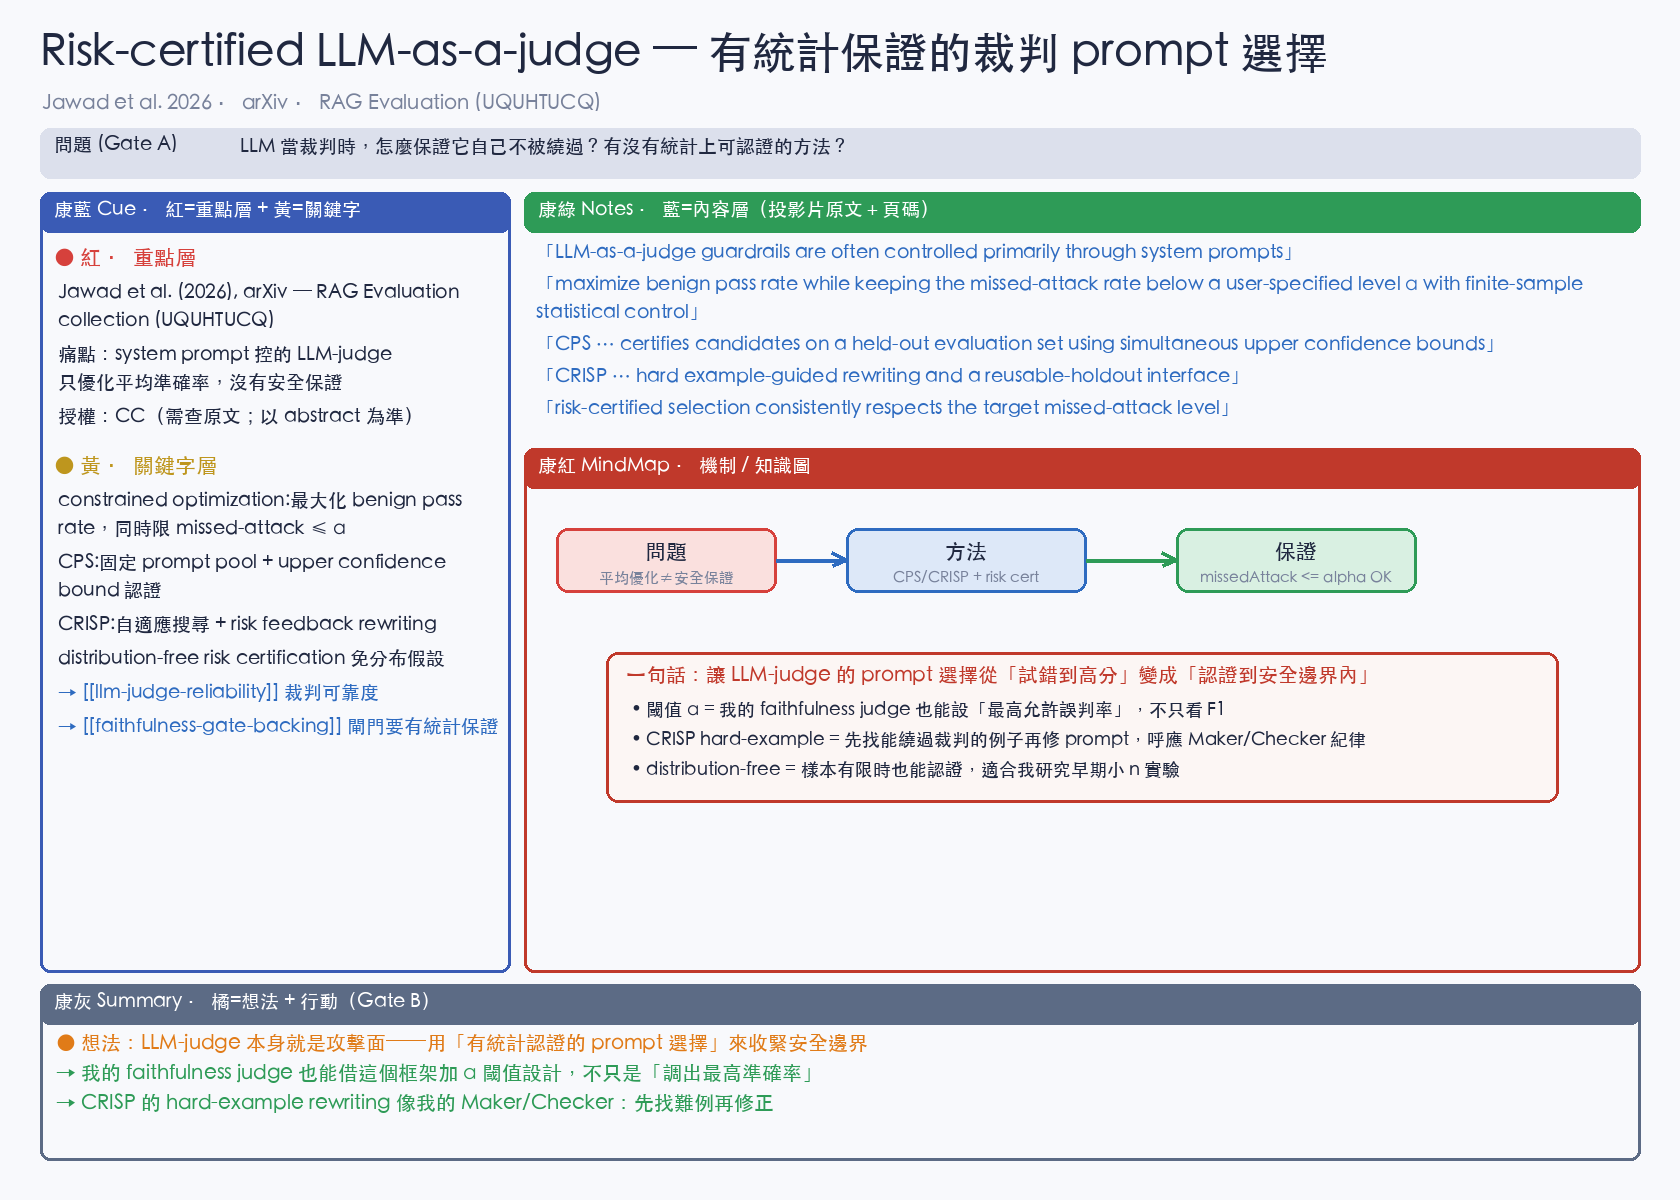 Risk-certified LLM-as-a-judge — 有統計保證的裁判 prompt 選擇
Jawad et al. 2026 · arXiv · RAG Evaluation (UQUHTUCQ)
問題 (Gate A) LLM 當裁判時，怎麼保證它自己不被繞過？有沒有統計上可認證的方法？
康藍 Cue · 紅=重點層 + 黃=關鍵字
● 紅 · 重點層
Jawad et al. (2026), arXiv — RAG Evaluation
collection (UQUHTUCQ)
痛點：system prompt 控的 LLM-judge
只優化平均準確率，沒有安全保證
授權：CC（需查原文；以 abstract 為準）
● 黃 · 關鍵字層
constrained optimization:最大化 benign pass
rate，同時限 missed-attack ≤ α
CPS:固定 prompt pool + upper confidence
bound 認證
CRISP:自適應搜尋 + risk feedback rewriting
distribution-free risk certification 免分布假設
→ [[llm-judge-reliability]] 裁判可靠度
→ [[faithfulness-gate-backing]] 閘門要有統計保證
康綠 Notes · 藍=內容層（投影片原文 + 頁碼）
「LLM-as-a-judge guardrails are often controlled primarily through system prompts」
「maximize benign pass rate while keeping the missed-attack rate below a user-specified level α with finite-sample
statistical control」
「CPS … certifies candidates on a held-out evaluation set using simultaneous upper confidence bounds」
「CRISP … hard example-guided rewriting and a reusable-holdout interface」
「risk-certified selection consistently respects the target missed-attack level」
康紅 MindMap · 機制 / 知識圖
問題
平均優化≠安全保證
方法
CPS/CRISP + risk cert
保證
missedAttack <= alpha OK
一句話：讓 LLM-judge 的 prompt 選擇從「試錯到高分」變成「認證到安全邊界內」
• 閾值 α = 我的 faithfulness judge 也能設「最高允許誤判率」，不只看 F1
• CRISP hard-example = 先找能繞過裁判的例子再修 prompt，呼應 Maker/Checker 紀律
• distribution-free = 樣本有限時也能認證，適合我研究早期小 n 實驗
康灰 Summary · 橘=想法 + 行動（Gate B）
● 想法：LLM-judge 本身就是攻擊面——用「有統計認證的 prompt 選擇」來收緊安全邊界
→ 我的 faithfulness judge 也能借這個框架加 α 閾值設計，不只是「調出最高準確率」
→ CRISP 的 hard-example rewriting 像我的 Maker/Checker：先找難例再修正